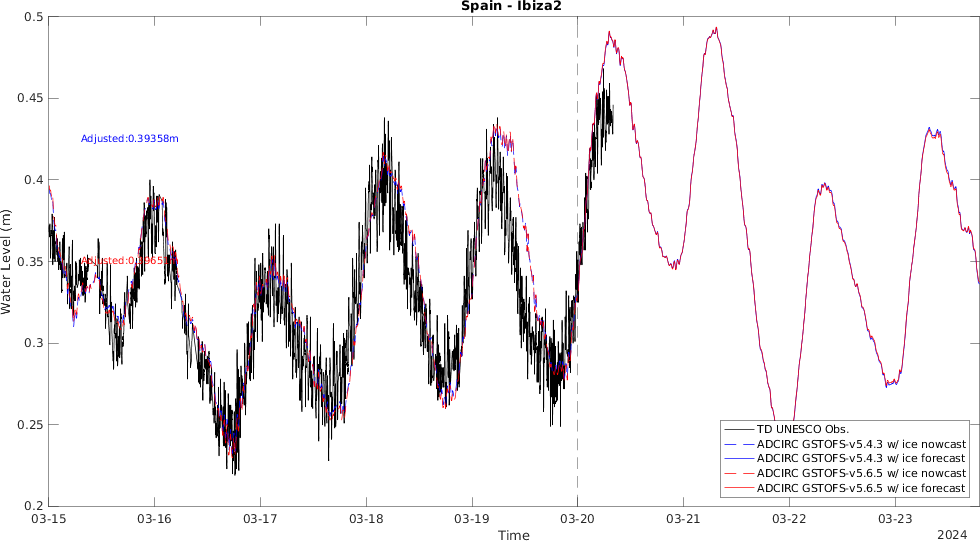 Spain - Ibiza2
0.5
0.45
0.4
0.35
0.3
0.25
0.2
Water Level (m)
Adjusted:0.39358m
TD UNESCO Obs.
ADCIRC GSTOFS-v5.4.3 w/ ice nowcast
ADCIRC GSTOFS-v5.4.3 w/ ice forecast
ADCIRC GSTOFS-v5.6.5 w/ ice nowcast
ADCIRC GSTOFS-v5.6.5 w/ ice forecast
03-15 03-16 03-17 03-18 03-19 03-20 03-21 03-22 03-23
Time
2024